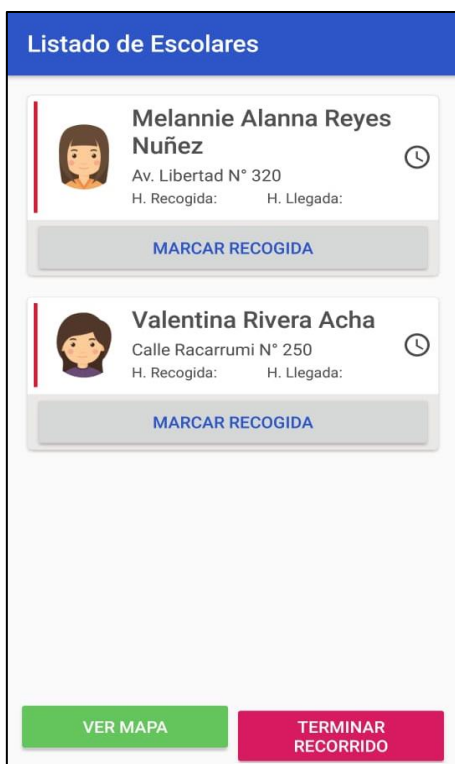 Listado de Escolares
Melannie Alanna Reyes
Nuñez
Av. Libertad N° 320
H. Recogida: H. Llegada:
MARCAR RECOGIDA
Valentina Rivera Acha
Calle Racarrumi N° 250
H. Recogida: H. Llegada:
MARCAR RECOGIDA
VER MAPA
TERMINAR
RECORRIDO